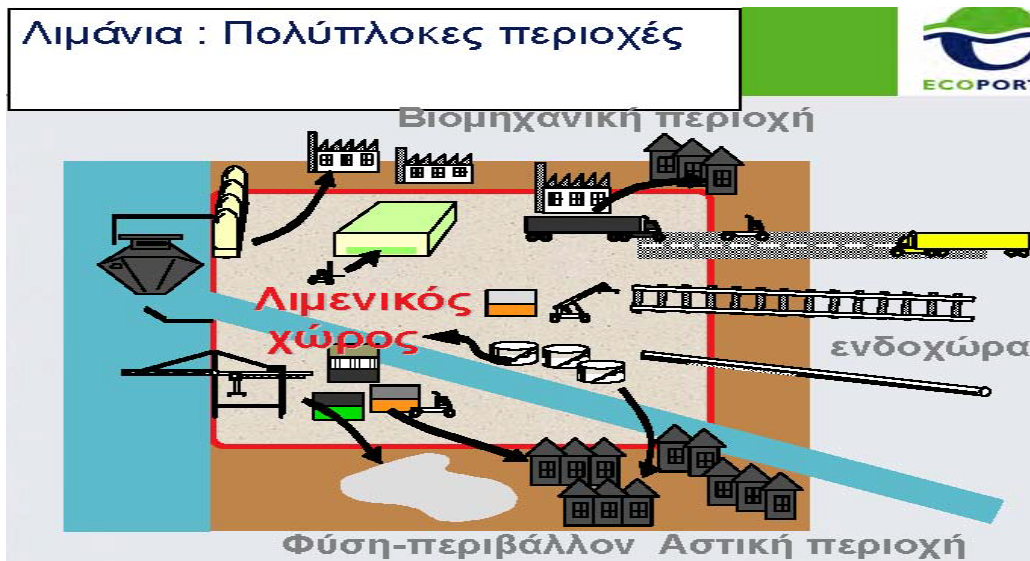 Λιμάνια : Πολύπλοκες περιοχές
ECOPORT
Βιομηχανική περιοχή
Λιμενικός
χώρος
ενδοχώρα
Φύση-περιβάλλον Αστική περιοχή